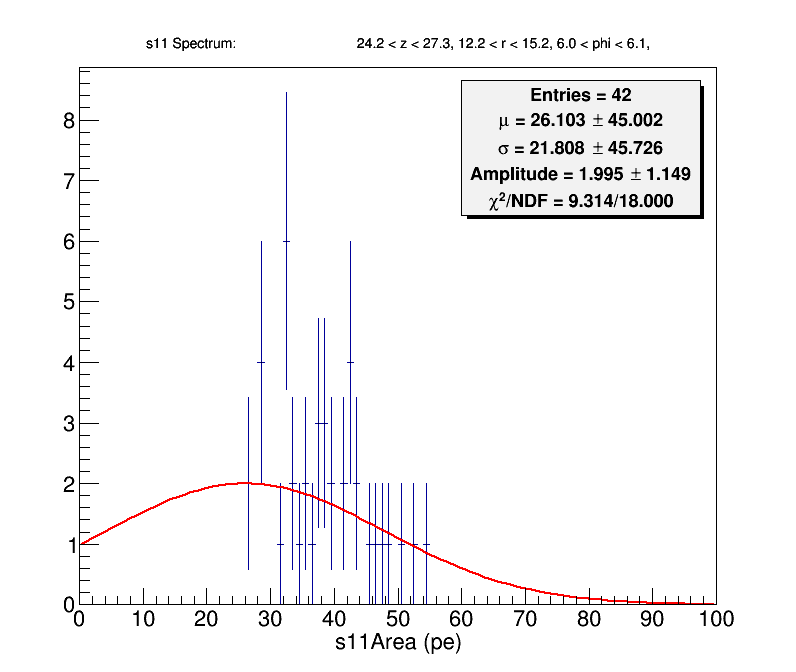 s11 Spectrum: 24.2 < z < 27.3, 12.2 < r < 15.2, 6.0 < phi < 6.1,
Entries = 42
μ = 26.103 ± 45.002
σ = 21.808 ± 45.726
Amplitude = 1.995 ± 1.149
χ²/NDF = 9.314/18.000
8
7
6
5
4
3
2
1
0
0 10 20 30 40 50 60 70 80 90 100
s11Area (pe)